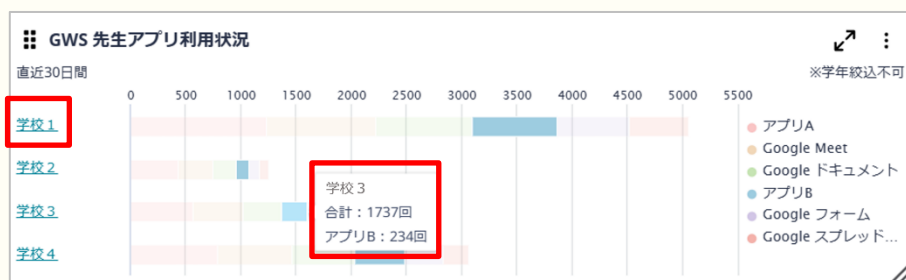 GWS 先生アプリ利用状況
直近30日間
※学年絞込不可
0 500 1000 1500 2000 2500 3000 3500 4000 4500 5000 5500
学校1
学校2
学校3
学校4
学校3
合計：1737回
アプリB：234回
アプリA
Google Meet
Google ドキュメント
アプリB
Google フォーム
Google スプレッド...